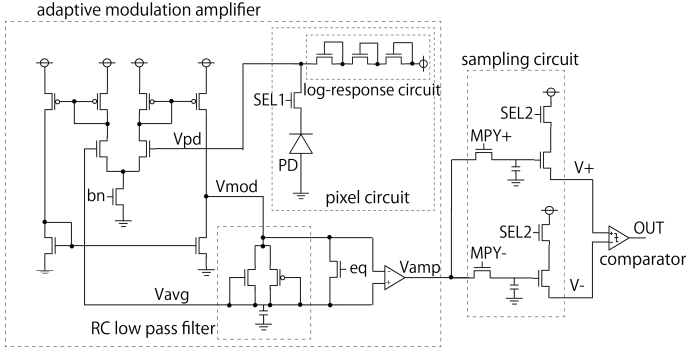 adaptive modulation amplifier
sampling circuit
log-response circuit
SEL1
SEL2
MPY+
Vpd
V+
PD
bn
pixel circuit
Vmod
SEL2
OUT
MPY-
comparator
eq
Vamp
V-
Vavg
RC low pass filter